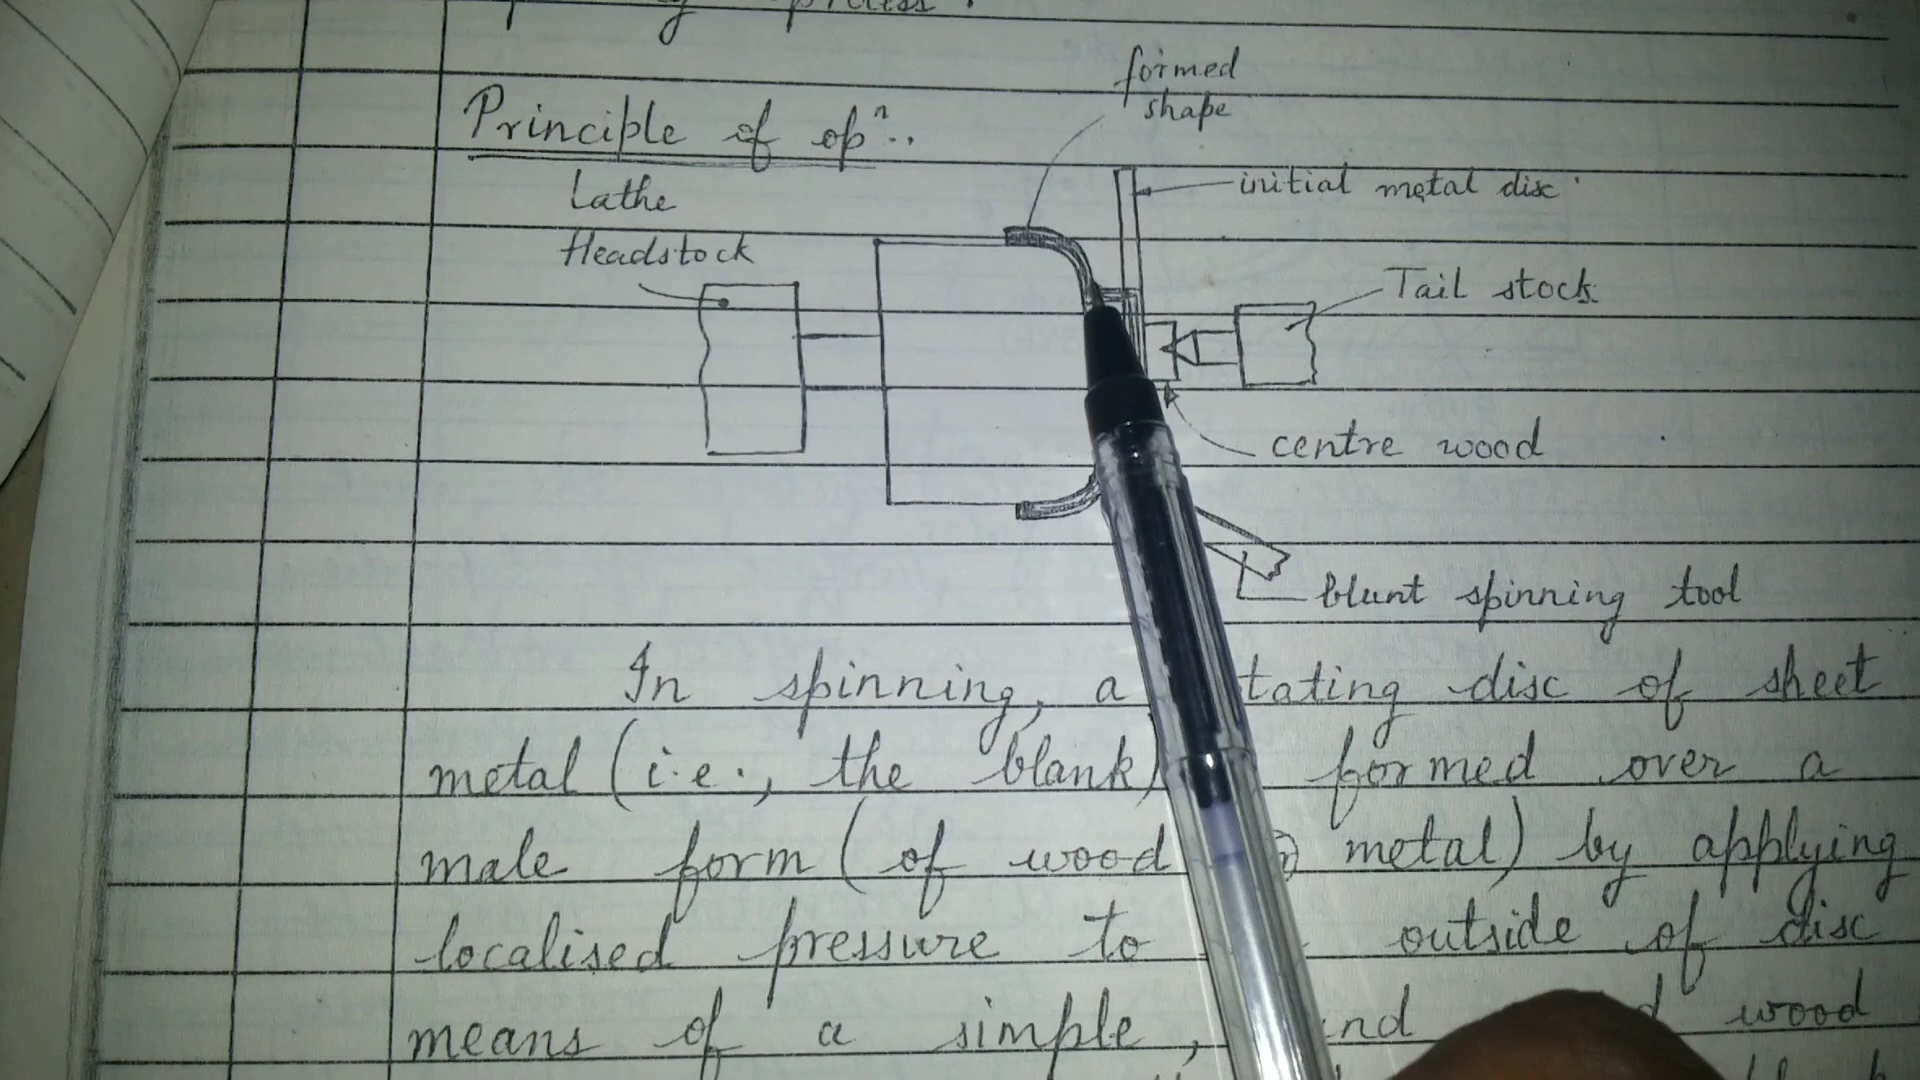 Principle of opⁿ..
formed
shape
initial metal disc
Lathe
Headstock
Tail stock
centre wood
blunt spinning tool
In spinning, a tating disc of sheet
metal (i.e., the blank) formed over a
male form (of wood metal) by applying
localised pressure to outside of disc
means of a simple, wood